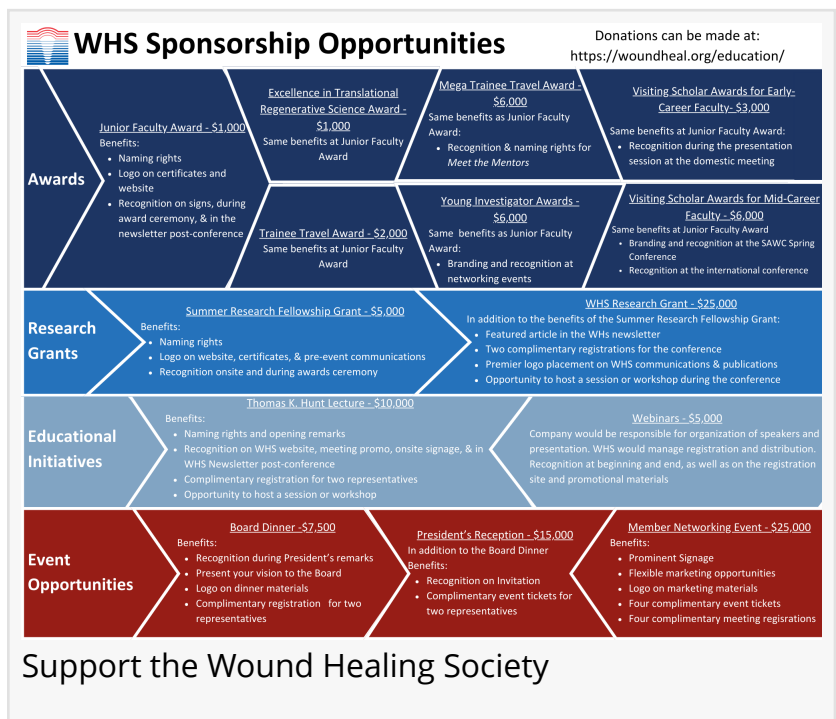 WHS Sponsorship Opportunities
Donations can be made at:
https://woundheal.org/education/
Awards
Junior Faculty Award - $1,000
Benefits:
• Naming rights
• Logo on certificates and
website
• Recognition on signs, during
award ceremony, & in the
newsletter post-conference
Excellence in Translational
Regenerative Science Award -
$1,000
Same benefits at Junior Faculty
Award
Trainee Travel Award - $2,000
Same benefits at Junior Faculty
Award
Mega Trainee Travel Award -
$6,000
Same benefits as Junior Faculty
Award:
• Recognition & naming rights for
Meet the Mentors
Young Investigator Awards -
$6,000
Same benefits as Junior Faculty
Award:
• Branding and recognition at
networking events
Visiting Scholar Awards for Early-
Career Faculty- $3,000
Same benefits at Junior Faculty Award:
• Recognition during the presentation
session at the domestic meeting
Visiting Scholar Awards for Mid-Career
Faculty - $6,000
Same benefits at Junior Faculty Award
• Branding and recognition at the SAWC Spring
Conference
• Recognition at the international conference
Research
Grants
Summer Research Fellowship Grant - $5,000
Benefits:
• Naming rights
• Logo on website, certificates, & pre-event communications
• Recognition onsite and during awards ceremony
WHS Research Grant - $25,000
In addition to the benefits of the Summer Research Fellowship Grant:
• Featured article in the WHs newsletter
• Two complimentary registrations for the conference
• Premier logo placement on WHS communications & publications
• Opportunity to host a session or workshop during the conference
Educational
Initiatives
Thomas K. Hunt Lecture - $10,000
Benefits:
• Naming rights and opening remarks
• Recognition on WHS website, meeting promo, onsite signage, & in
WHS Newsletter post-conference
• Complimentary registration for two representatives
• Opportunity to host a session or workshop
Webinars - $5,000
Company would be responsible for organization of speakers and
presentation. WHS would manage registration and distribution.
Recognition at beginning and end, as well as on the registration
site and promotional materials
Event
Opportunities
Board Dinner -$7,500
Benefits:
• Recognition during President's remarks
• Present your vision to the Board
• Logo on dinner materials
• Complimentary registration for two
representatives
President's Reception - $15,000
In addition to the Board Dinner
Benefits:
• Recognition on Invitation
• Complimentary event tickets for
two representatives
Member Networking Event - $25,000
Benefits:
• Prominent Signage
• Flexible marketing opportunities
• Logo on marketing materials
• Four complimentary event tickets
• Four complimentary meeting regisrations
Support the Wound Healing Society